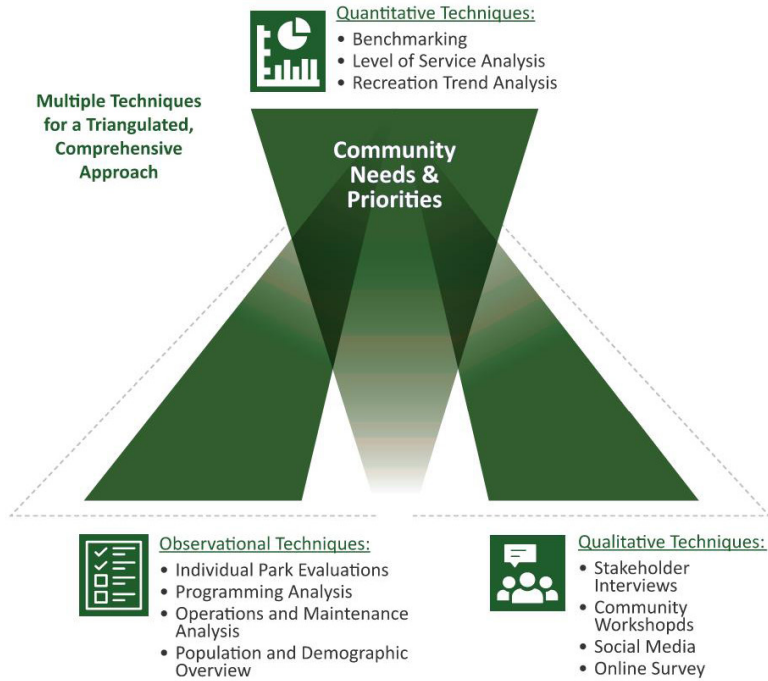 Quantitative Techniques:
• Benchmarking
• Level of Service Analysis
• Recreation Trend Analysis
Multiple Techniques
for a Triangulated,
Comprehensive
Approach
Community
Needs &
Priorities
Observational Techniques:
• Individual Park Evaluations
• Programming Analysis
• Operations and Maintenance
Analysis
• Population and Demographic
Overview
Qualitative Techniques:
• Stakeholder
Interviews
• Community
Workshopds
• Social Media
• Online Survey